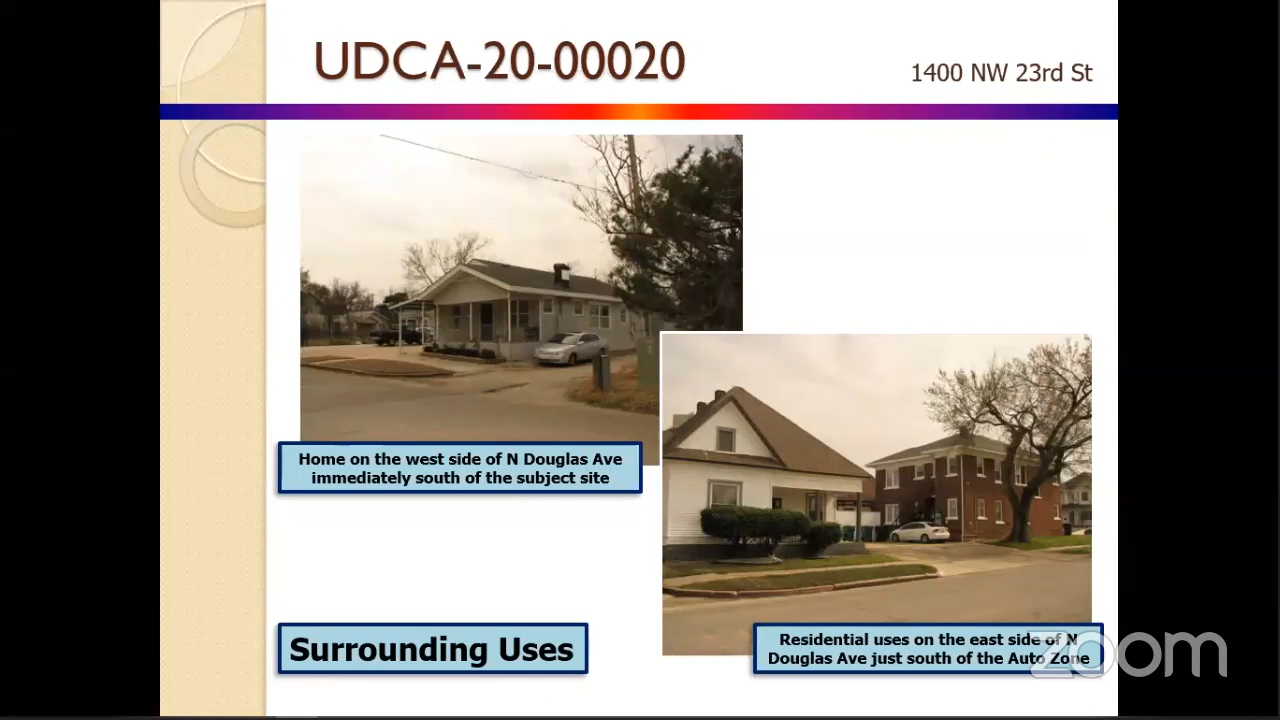 UDCA-20-00020
1400 NW 23rd St
Home on the west side of N Douglas Ave
immediately south of the subject site
Residential uses on the east side of N
Douglas Ave just south of the Auto Zone
Surrounding Uses
zoom